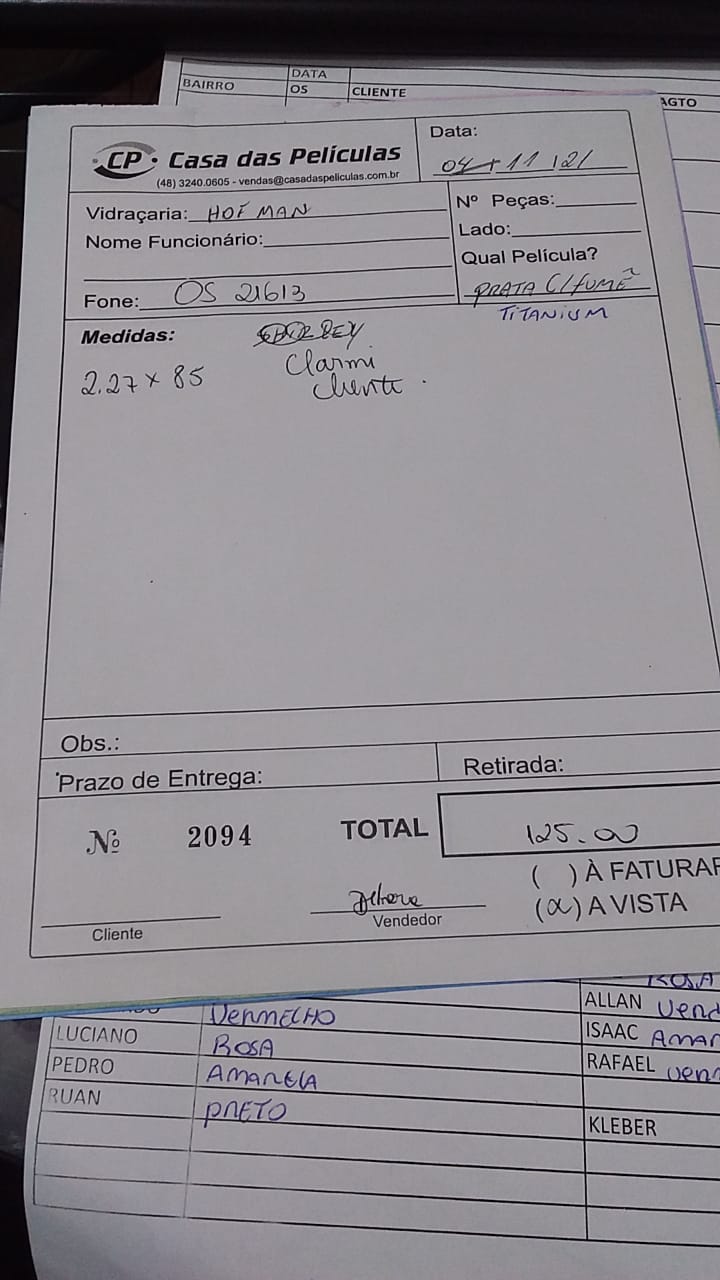 DATA
BAIRRO
OS
CLIENTE
AGTO
CP Casa das Películas
(48) 3240.0605 - vendas@casadaspeliculas.com.br
Data:
04 11 21
Vidraçaria: HOFMAN
Nº Peças:
Nome Funcionário:
Lado:
Qual Película?
Fone: OS 21613
PRATA C/FUMÊ
TITANIUM
Medidas:
2.27 x 85
Clarmi
cliente.
Obs.:
Prazo de Entrega:
Retirada:
Nº 2094
TOTAL
125.00
( ) À FATURAR
(x) A VISTA
Vendedor
Cliente
ROSA
VERMELHO
ALLAN
LUCIANO
ROSA
ISAAC
PEDRO
AMARELA
RAFAEL
RUAN
PRETO
KLEBER